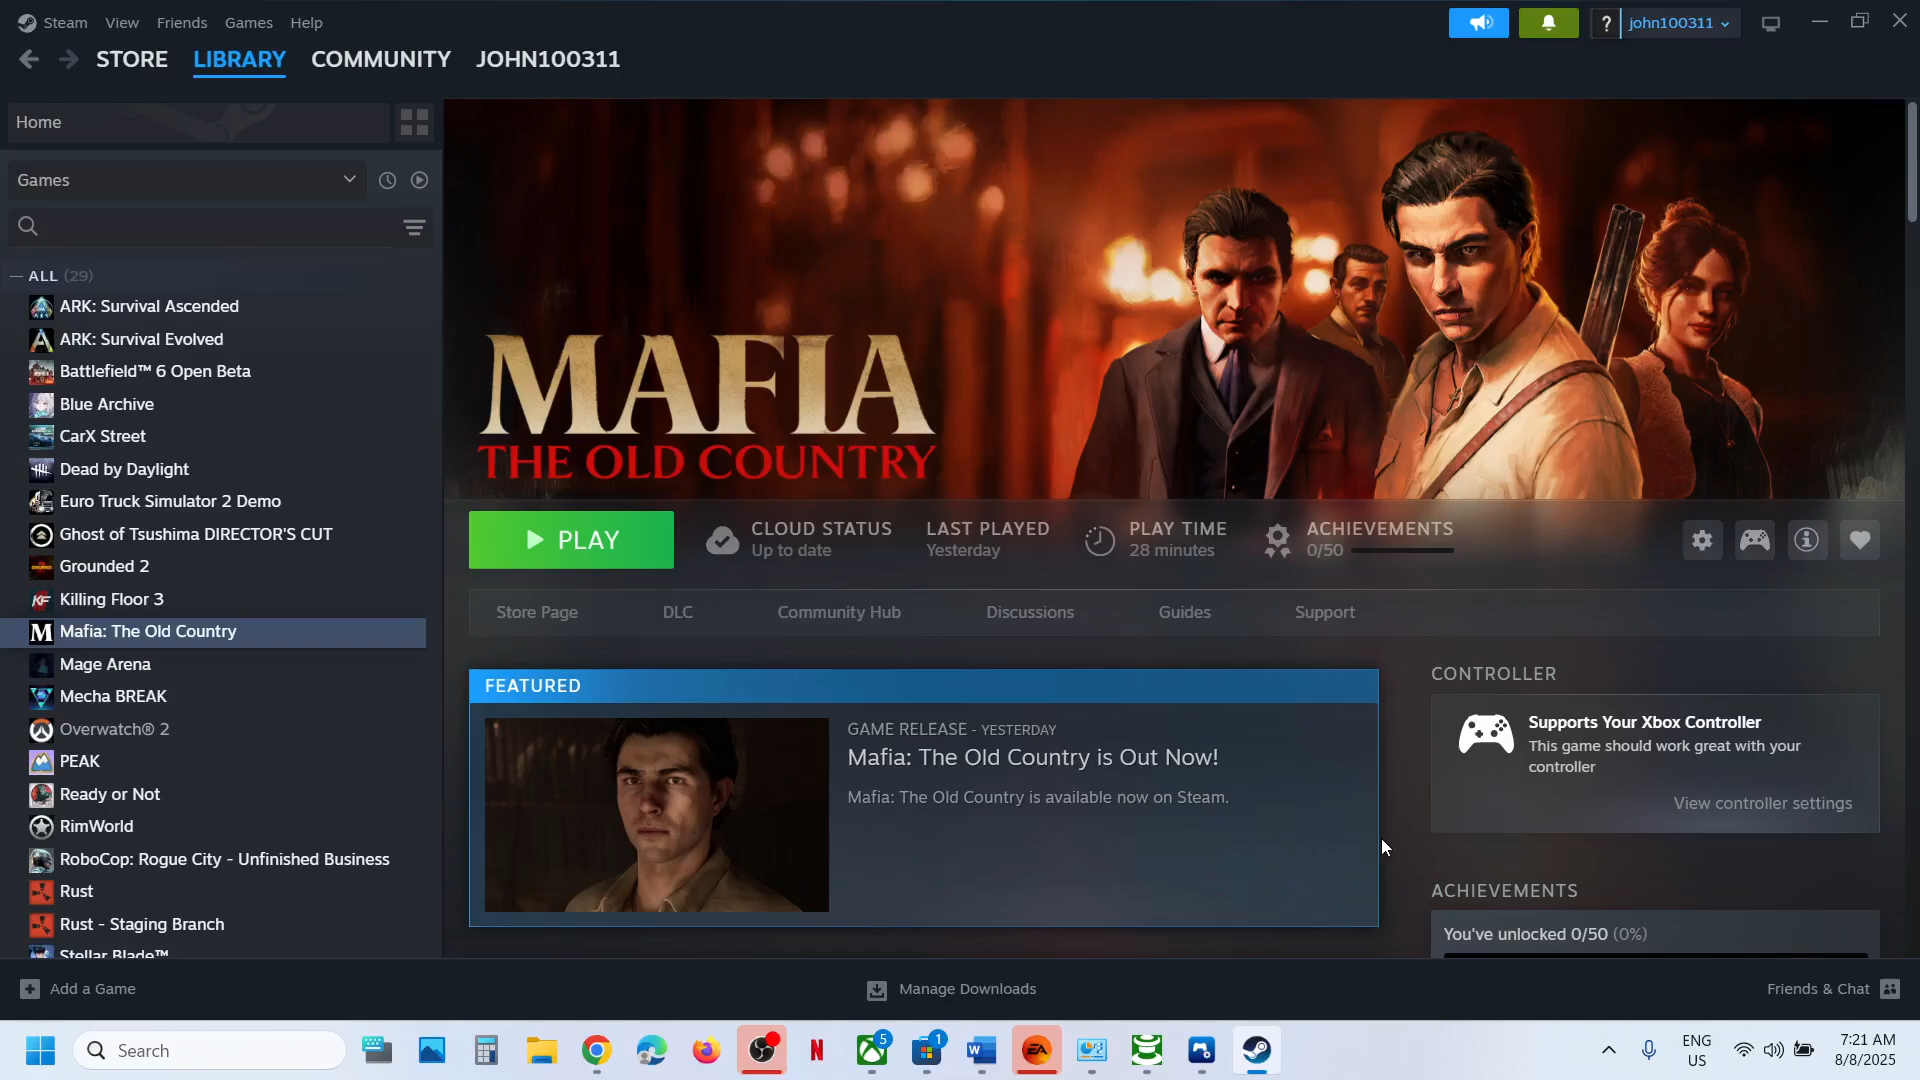 Steam View Friends Games Help
? john100311
STORE LIBRARY COMMUNITY JOHN100311
Home
Games
ALL (29)
ARK: Survival Ascended
ARK: Survival Evolved
Battlefield™ 6 Open Beta
Blue Archive
CarX Street
Dead by Daylight
Euro Truck Simulator 2 Demo
Ghost of Tsushima DIRECTOR'S CUT
Grounded 2
Killing Floor 3
Mafia: The Old Country
Mage Arena
Mecha BREAK
Overwatch® 2
PEAK
Ready or Not
RimWorld
RoboCop: Rogue City - Unfinished Business
Rust
Rust - Staging Branch
Stellar Blade™
MAFIA
THE OLD COUNTRY
PLAY
CLOUD STATUS
Up to date
LAST PLAYED
Yesterday
PLAY TIME
28 minutes
ACHIEVEMENTS
0/50
Store Page DLC Community Hub Discussions Guides Support
FEATURED
GAME RELEASE - YESTERDAY
Mafia: The Old Country is Out Now!
Mafia: The Old Country is available now on Steam.
CONTROLLER
Supports Your Xbox Controller
This game should work great with your
controller
View controller settings
ACHIEVEMENTS
You've unlocked 0/50 (0%)
Add a Game
Manage Downloads
Friends & Chat
Search
5
1
ENG
US
7:21 AM
8/8/2025